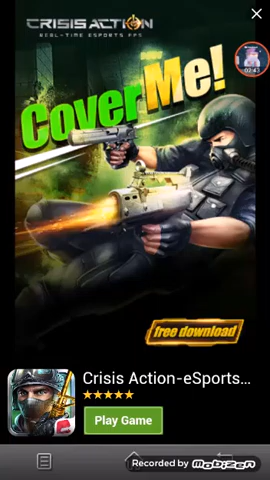 CRISIS ACTION
REAL-TIME ESPORTS FPS
02:43
Cover Me!
free download
Crisis Action-eSports...
Play Game
Recorded by MOBIZEN